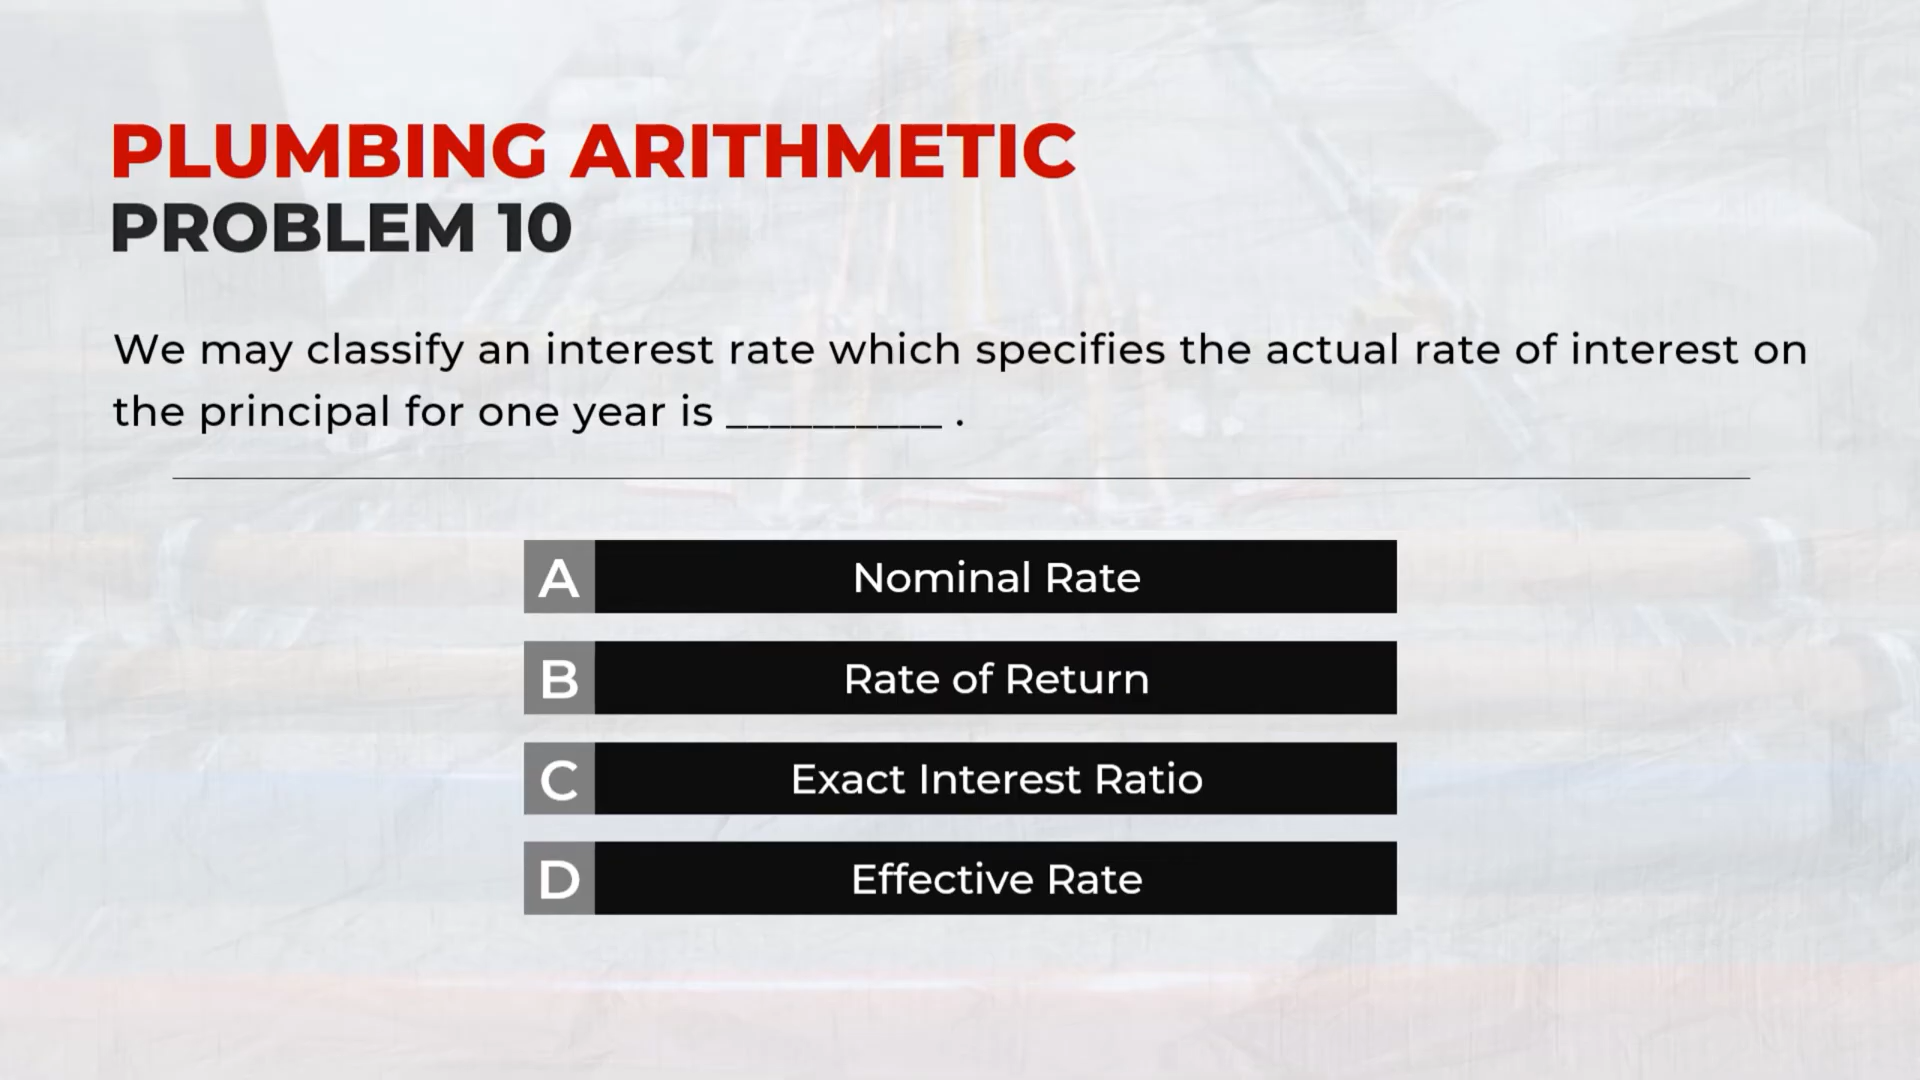 PLUMBING ARITHMETIC
PROBLEM 10
We may classify an interest rate which specifies the actual rate of interest on
the principal for one year is __________ .
A Nominal Rate
B Rate of Return
C Exact Interest Ratio
D Effective Rate